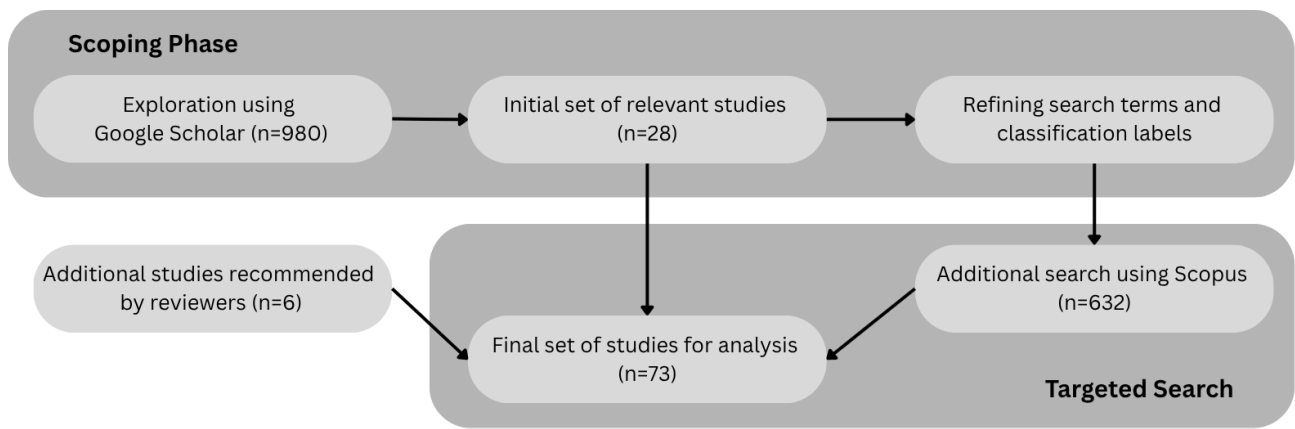 Scoping Phase
Exploration using
Google Scholar (n=980)
Initial set of relevant studies
(n=28)
Refining search terms and
classification labels
Additional studies recommended
by reviewers (n=6)
Additional search using Scopus
(n=632)
Final set of studies for analysis
(n=73)
Targeted Search